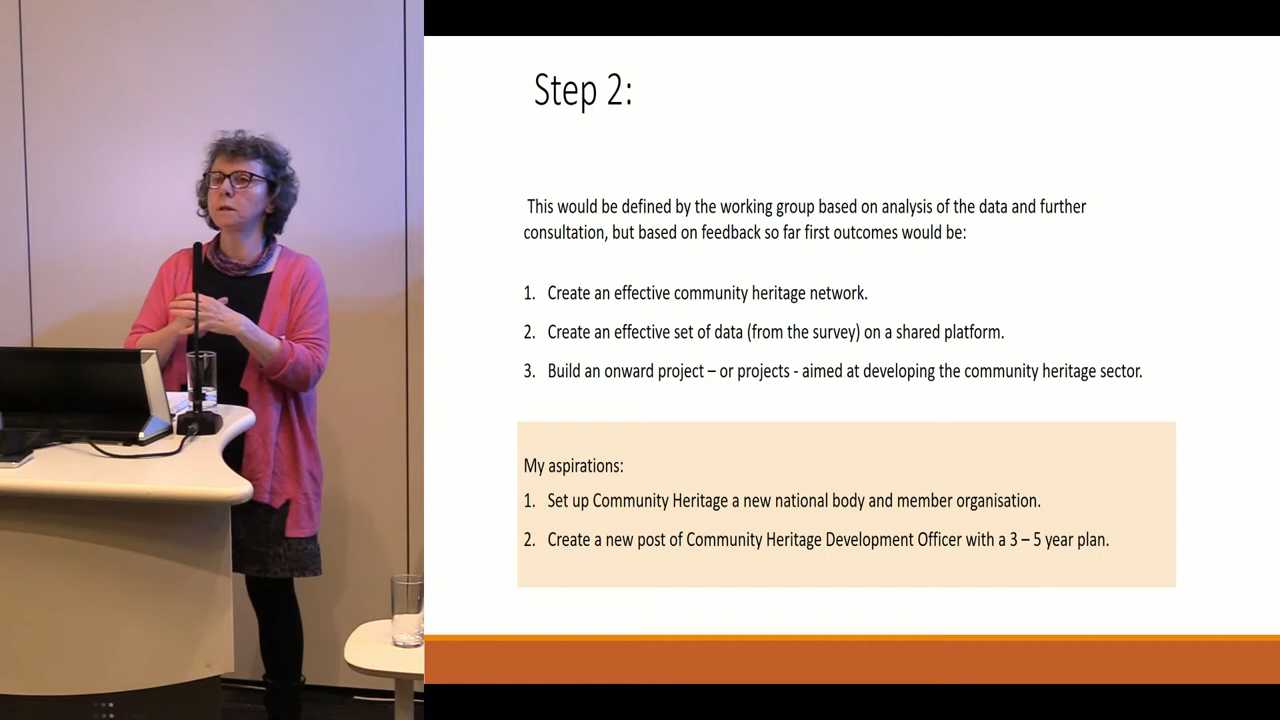 Step 2:
This would be defined by the working group based on analysis of the data and further
consultation, but based on feedback so far first outcomes would be:
1. Create an effective community heritage network.
2. Create an effective set of data (from the survey) on a shared platform.
3. Build an onward project – or projects - aimed at developing the community heritage sector.
My aspirations:
1. Set up Community Heritage a new national body and member organisation.
2. Create a new post of Community Heritage Development Officer with a 3 – 5 year plan.